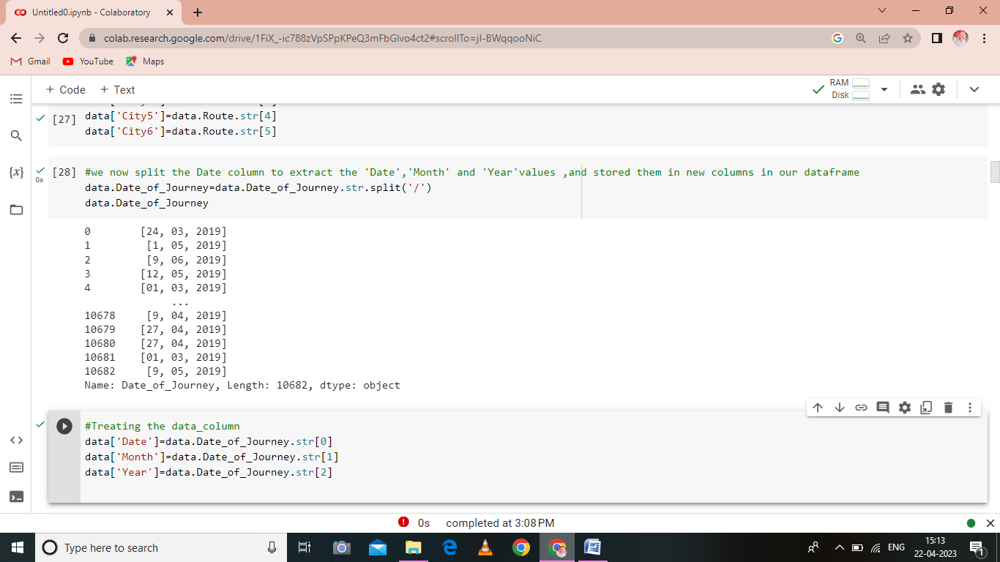 Untitled0.ipynb - Colaboratory
colab.research.google.com/drive/1FiX_-ic788zVpSPpKPeQ3mFbGlvo4ct2#scrollTo=jI-BWqqooNiC
Gmail YouTube Maps
+ Code + Text
RAM
Disk
[27] data['City5']=data.Route.str[4]
data['City6']=data.Route.str[5]
{x}
0s
[28] #we now split the Date column to extract the 'Date','Month' and 'Year'values ,and stored them in new columns in our dataframe
data.Date_of_Journey=data.Date_of_Journey.str.split('/')
data.Date_of_Journey
0 [24, 03, 2019]
1 [1, 05, 2019]
2 [9, 06, 2019]
3 [12, 05, 2019]
4 [01, 03, 2019]
...
10678 [9, 04, 2019]
10679 [27, 04, 2019]
10680 [27, 04, 2019]
10681 [01, 03, 2019]
10682 [9, 05, 2019]
Name: Date_of_Journey, Length: 10682, dtype: object
#Treating the data_column
data['Date']=data.Date_of_Journey.str[0]
data['Month']=data.Date_of_Journey.str[1]
data['Year']=data.Date_of_Journey.str[2]
0s completed at 3:08 PM
Type here to search
ENG
15:13
22-04-2023
1